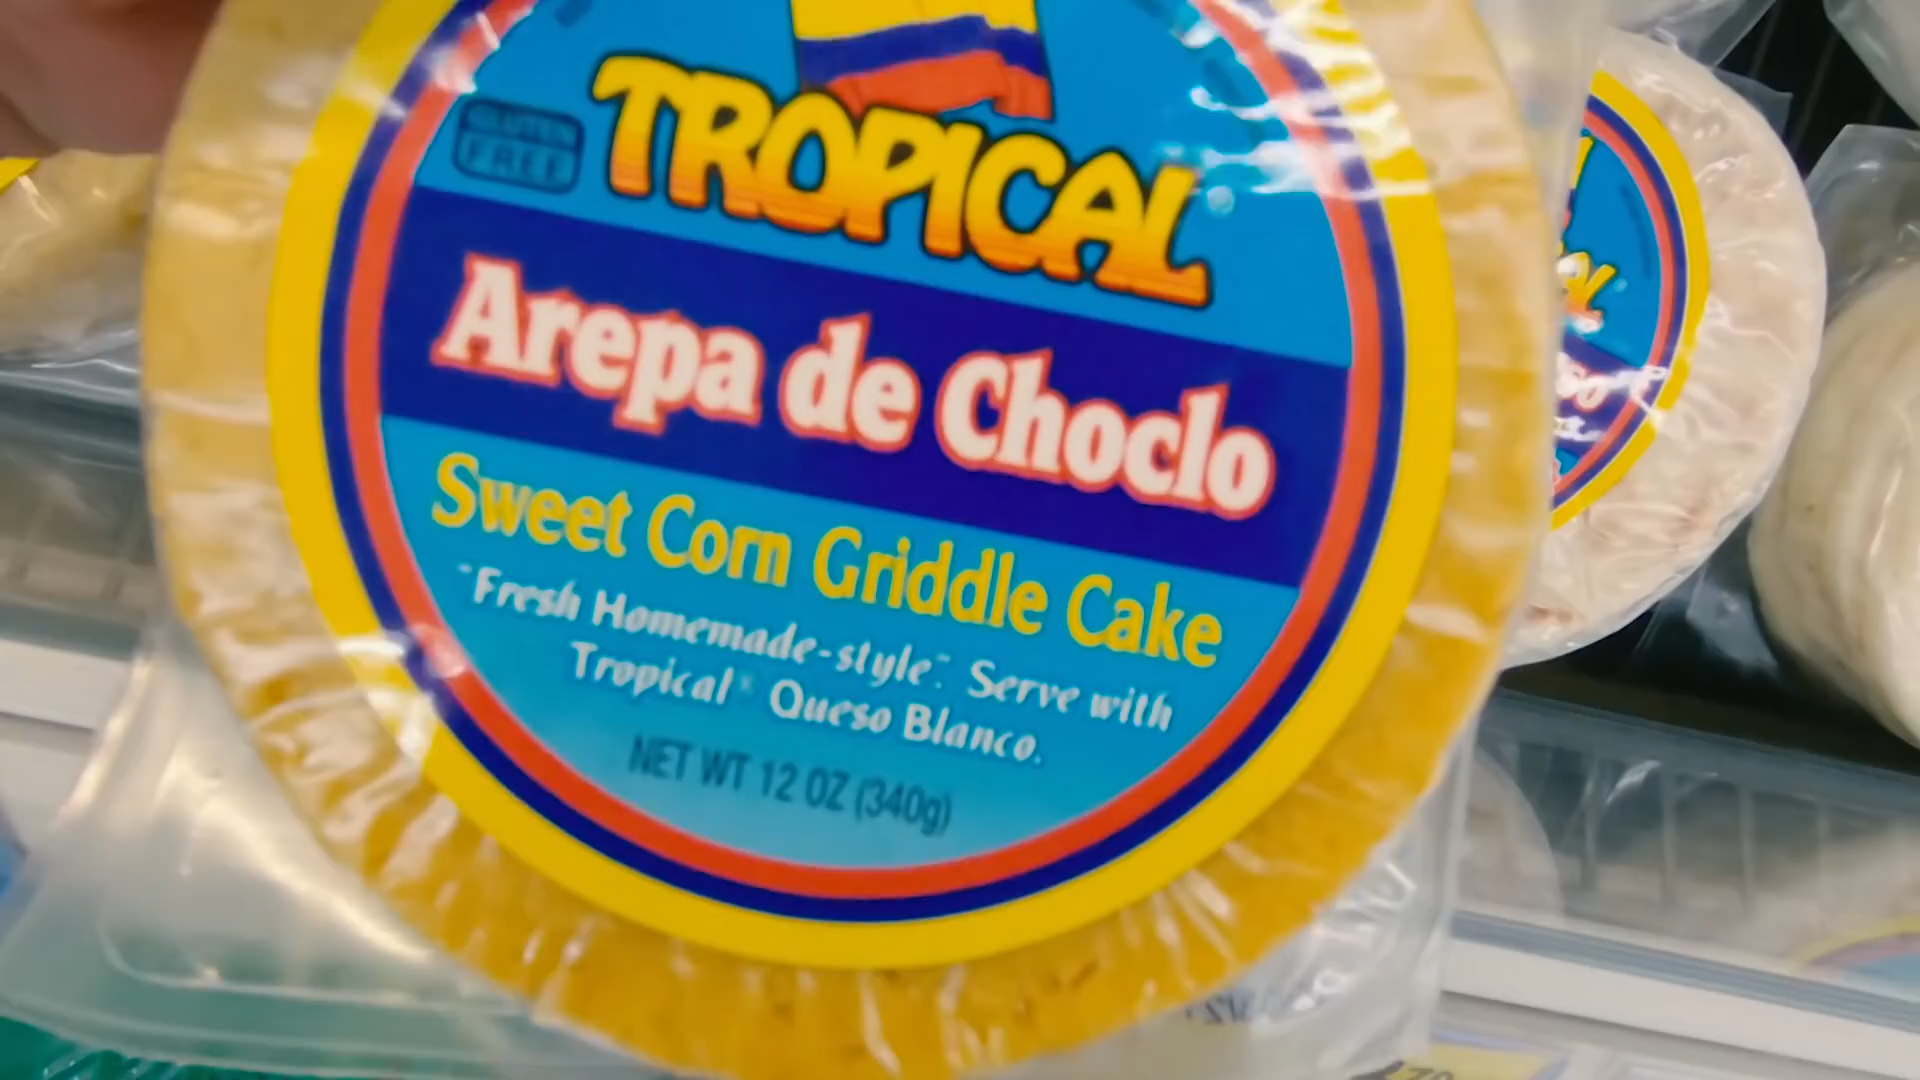 GLUTEN
FREE
TROPICAL®
Arepa de Choclo
Sweet Corn Griddle Cake
"Fresh Homemade-style". Serve with
Tropical® Queso Blanco.
NET WT 12 OZ (340g)